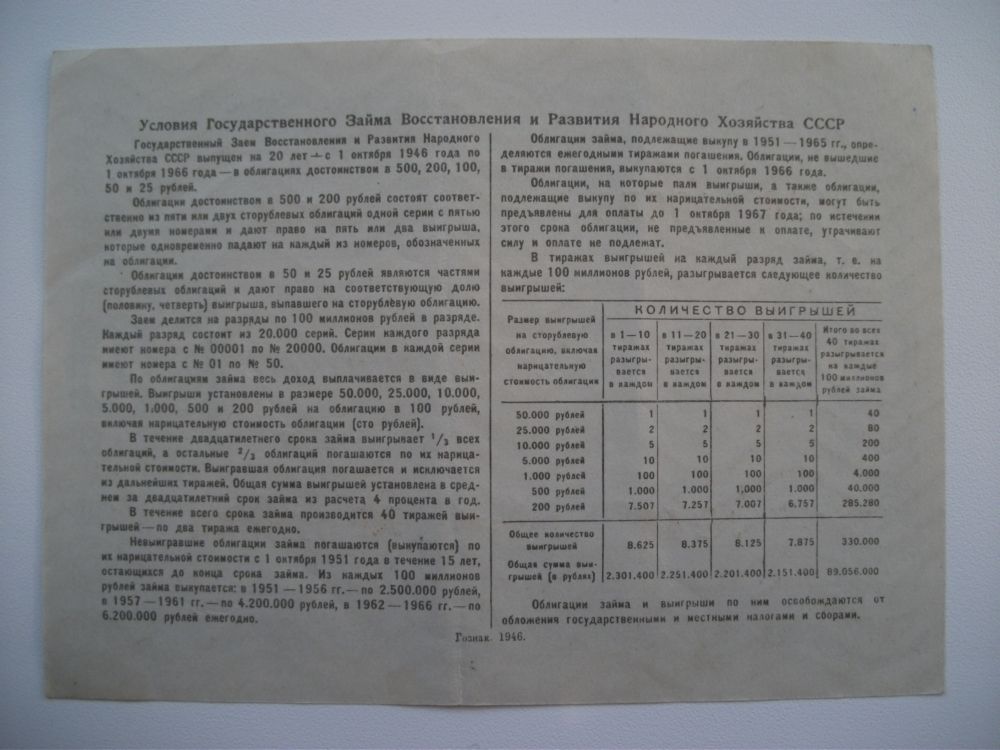 Условия Государственного Займа Восстановления и Развития Народного Хозяйства СССР
Государственный Заем Восстановления и Развития Народного
Хозяйства СССР выпущен на 20 лет — с 1 октября 1946 года по
1 октября 1966 года — в облигациях достоинством в 500, 200, 100,
50 и 25 рублей.
Облигации достоинством в 500 и 200 рублей состоят соответ-
ственно из пяти или двух сторублевых облигаций одной серии с пятью
или двумя номерами и дают право на пять или два выигрыша,
которые одновременно падают на каждый из номеров, обозначенных
на облигации.
Облигации достоинством в 50 и 25 рублей являются частями
сторублевых облигаций и дают право на соответствующую долю
(половину, четверть) выигрыша, выпавшего на сторублёвую облигацию.
Заем делится на разряды по 100 миллионов рублей в разряде.
Каждый разряд состоит из 20.000 серий. Серии каждого разряда
имеют номера с № 00001 по № 20000. Облигации в каждой серии
имеют номера с № 01 по № 50.
По облигациям займа весь доход выплачивается в виде выи-
грышей. Выигрыши установлены в размере 50.000, 25.000, 10.000,
5.000, 1.000, 500 и 200 рублей на облигацию в 100 рублей,
включая нарицательную стоимость облигации (сто рублей).
В течение двадцатилетнего срока займа выигрывает 1/3 всех
облигаций, а остальные 2/3 облигаций погашаются по их нарица-
тельной стоимости. Выигравшая облигация погашается и исключается
из дальнейших тиражей. Общая сумма выигрышей установлена в сред-
нем за двадцатилетний срок займа из расчета 4 процента в год.
В течение всего срока займа производится 40 тиражей выи-
грышей — по два тиража ежегодно.
Невыигравшие облигации займа погашаются (выкупаются) по
их нарицательной стоимости с 1 октября 1951 года в течение 15 лет,
остающихся до конца срока займа. Из каждых 100 миллионов
рублей займа выкупается: в 1951 — 1956 гг. — по 2.500.000 рублей,
в 1957 — 1961 гг. — по 4.200.000 рублей, в 1962 — 1966 гг. — по
6.200.000 рублей ежегодно.
Облигации займа, подлежащие выкупу в 1951 — 1965 гг., опре-
деляются ежегодными тиражами погашения. Облигации, не вышедшие
в тиражи погашения, выкупаются с 1 октября 1966 года.
Облигации, на которые пали выигрыши, а также облигации,
подлежащие выкупу по их нарицательной стоимости, могут быть
предъявлены для оплаты до 1 октября 1967 года; по истечении
этого срока облигации, не предъявленные к оплате, утрачивают
силу и оплате не подлежат.
В тиражах выигрышей на каждый разряд займа, т. е. на
каждые 100 миллионов рублей, разыгрывается следующее количество
выигрышей:
Размер выигрышей
на сторублевую
облигацию, включая
нарицательную
стоимость облигации
КОЛИЧЕСТВО ВЫИГРЫШЕЙ
в 1—10
тиражах
разыгры-
вается
в каждом
в 11—20
тиражах
разыгры-
вается
в каждом
в 21—30
тиражах
разыгры-
вается
в каждом
в 31—40
тиражах
разыгры-
вается
в каждом
Итого во всех
40 тиражах
разыгрывается
на каждые
100 миллионов
рублей займа
50.000 рублей 1 1 1 1 40
25.000 рублей 2 2 2 2 80
10.000 рублей 5 5 5 5 200
5.000 рублей 10 10 10 10 400
1.000 рублей 100 100 100 100 4.000
500 рублей 1.000 1.000 1,000 1.000 40.000
200 рублей 7.507 7.257 7.007 6.757 285.280
Общее количество
выигрышей 8.625 8.375 8.125 7.875 330.000
Общая сумма выи-
грышей (в рублях) 2.301.400 2.251.400 2.201.400 2.151.400 89.056.000
Облигации займа и выигрыши по ним освобождаются от
обложения государственными и местными налогами и сборами.
Гознак. 1946.